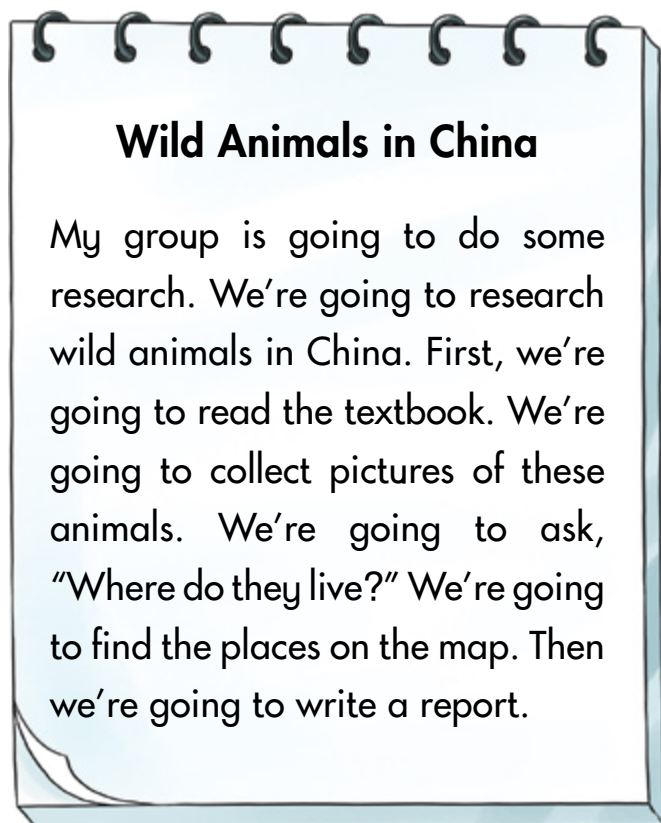 Wild Animals in China
My group is going to do some
research. We're going to research
wild animals in China. First, we're
going to read the textbook. We're
going to collect pictures of these
animals. We're going to ask,
“Where do they live?” We're going
to find the places on the map. Then
we're going to write a report.